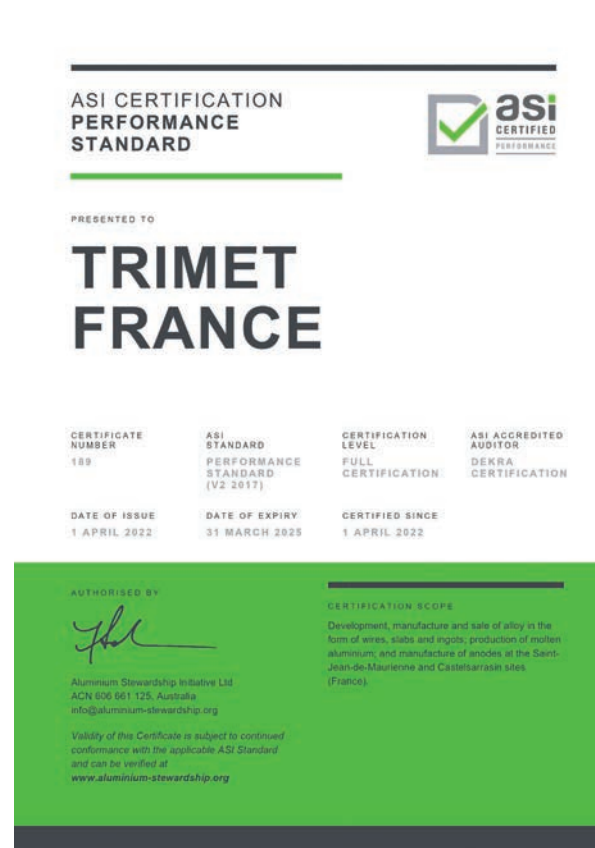 ASI CERTIFICATION
PERFORMANCE
STANDARD
asi
CERTIFIED
PERFORMANCE
PRESENTED TO
TRIMET
FRANCE
CERTIFICATE
NUMBER
189
ASI
STANDARD
PERFORMANCE
STANDARD
(V2 2017)
CERTIFICATION
LEVEL
FULL
CERTIFICATION
ASI ACCREDITED
AUDITOR
DEKRA
CERTIFICATION
DATE OF ISSUE
1 APRIL 2022
DATE OF EXPIRY
31 MARCH 2025
CERTIFIED SINCE
1 APRIL 2022
AUTHORISED BY
Aluminium Stewardship Initiative Ltd
ACN 606 661 125, Australia
info@aluminium-stewardship.org
Validity of this Certificate is subject to continued
conformance with the applicable ASI Standard
and can be verified at
www.aluminium-stewardship.org
CERTIFICATION SCOPE
Development, manufacture and sale of alloy in the
form of wires, slabs and ingots; production of molten
aluminium; and manufacture of anodes at the Saint-
Jean-de-Maurienne and Castelsarrasin sites
(France).